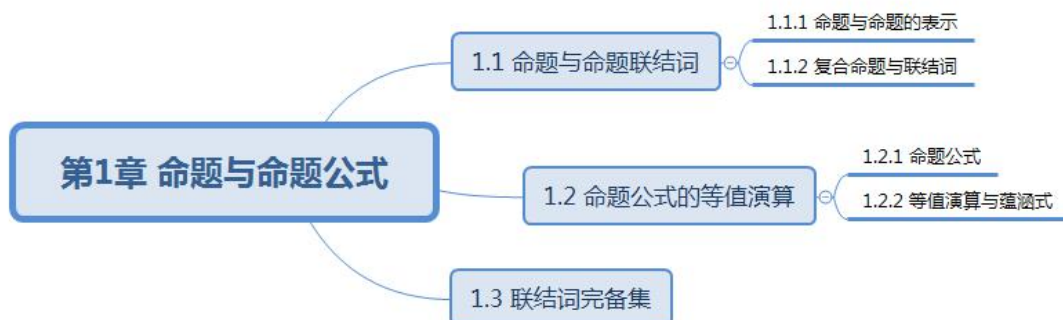 第1章 命题与命题公式
1.1 命题与命题联结词
1.1.1 命题与命题的表示
1.1.2 复合命题与联结词
1.2 命题公式的等值演算
1.2.1 命题公式
1.2.2 等值演算与蕴涵式
1.3 联结词完备集